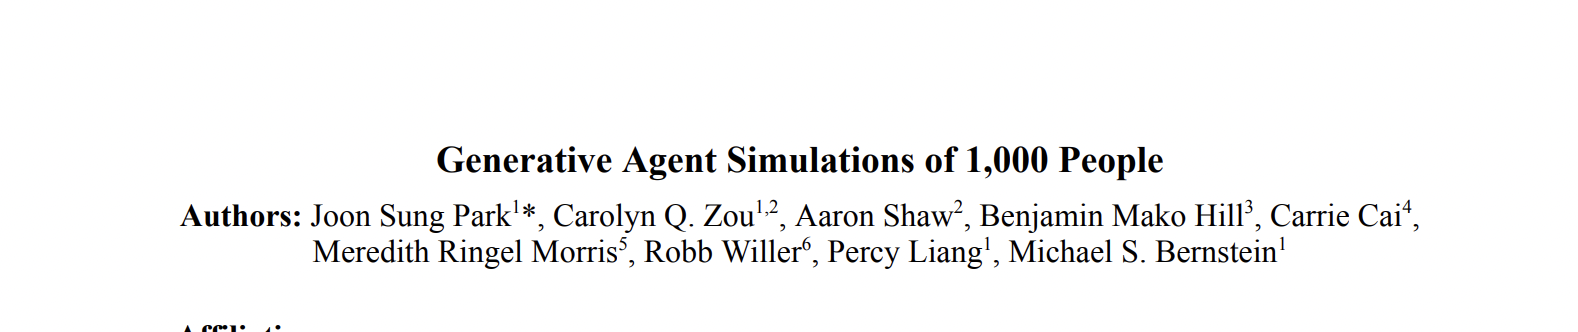 Generative Agent Simulations of 1,000 People
Authors: Joon Sung Park¹*, Carolyn Q. Zou¹,², Aaron Shaw², Benjamin Mako Hill³, Carrie Cai⁴,
Meredith Ringel Morris⁵, Robb Willer⁶, Percy Liang¹, Michael S. Bernstein¹